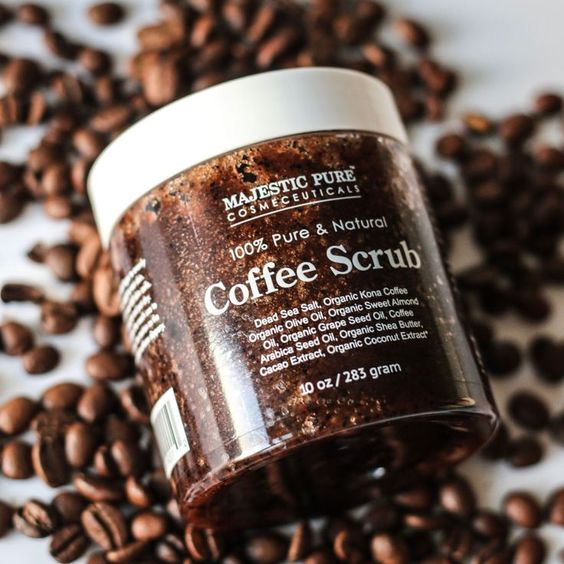 MAJESTIC PURE™
COSMECEUTICALS
100% Pure & Natural
Coffee Scrub
Dead Sea Salt, Organic Kona Coffee
Organic Olive Oil, Organic Sweet Almond
Oil, Organic Grape Seed Oil, Coffee
Arabica Seed Oil, Organic Shea Butter,
Cacao Extract, Organic Coconut Extract*
10 oz / 283 gram